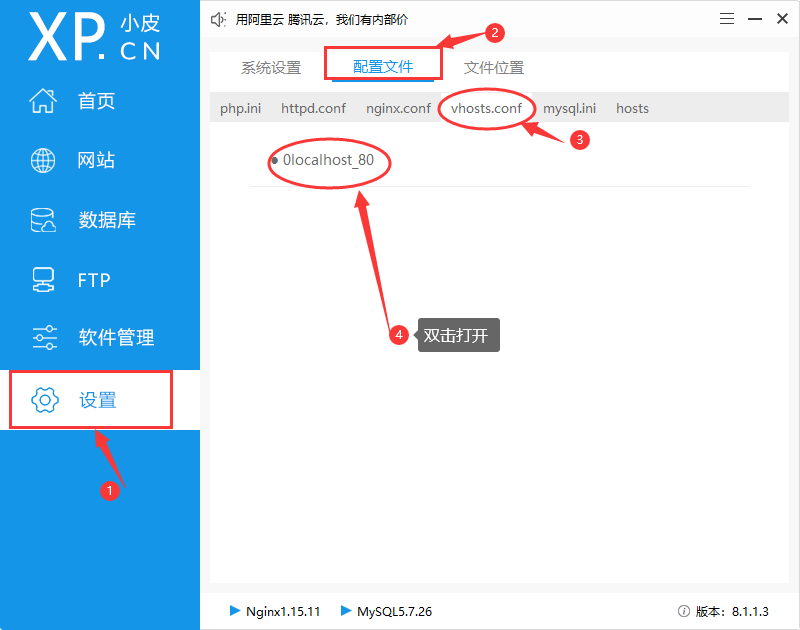 XP.CN 小皮
用阿里云 腾讯云，我们有内部价
首页
网站
数据库
FTP
软件管理
设置
1
2
系统设置 配置文件 文件位置
php.ini httpd.conf nginx.conf vhosts.conf mysql.ini hosts
3
0localhost_80
4 双击打开
Nginx1.15.11 MySQL5.7.26 版本：8.1.1.3